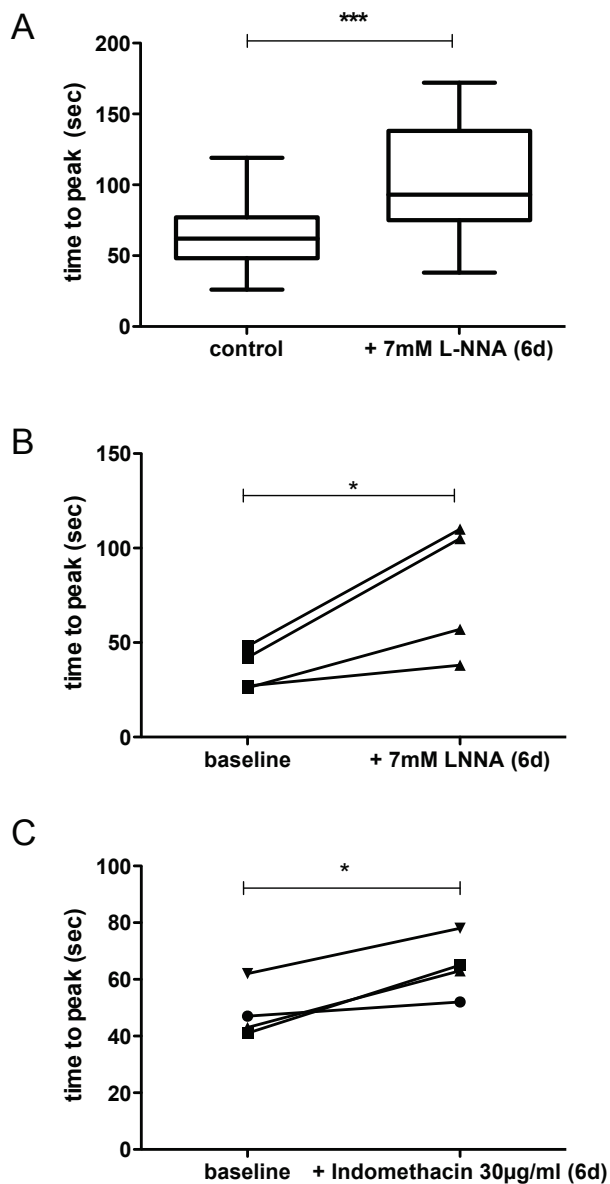 A
***
200
150
100
50
0
time to peak (sec)
control + 7mM L-NNA (6d)
B
*
150
100
50
0
time to peak (sec)
baseline + 7mM LNNA (6d)
C
*
100
80
60
40
20
0
time to peak (sec)
baseline + Indomethacin 30µg/ml (6d)